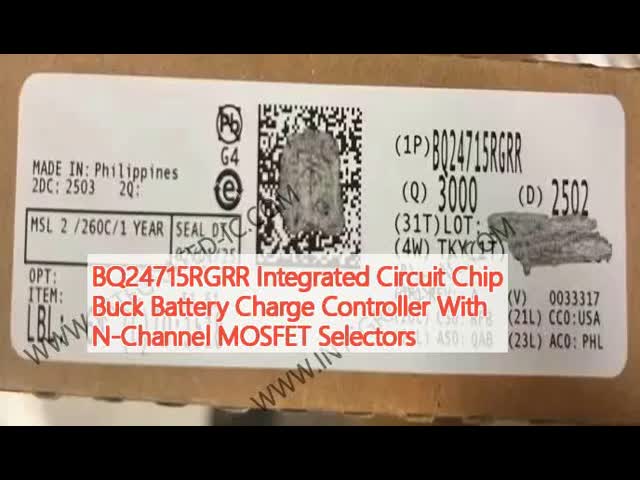 Pb
G4
e
MADE IN: Philippines
2DC: 2503 2Q:
MSL 2 /260C/1 YEAR
SEAL DT
OPT:
ITEM:
LBL:
(1P) BQ24715RGRR
(Q) 3000 (D) 2502
(31T) LOT:
(4W) TKY (1T)
(V) 0033317
(21L) CCO:USA
(23L) ACO: PHL
BQ24715RGRR Integrated Circuit Chip
Buck Battery Charge Controller With
N-Channel MOSFET Selectors